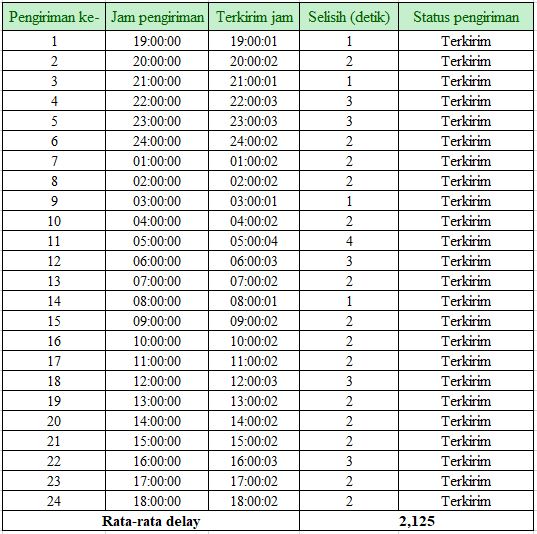 Pengiriman ke- Jam pengiriman Terkirim jam Selisih (detik) Status pengiriman
1 19:00:00 19:00:01 1 Terkirim
2 20:00:00 20:00:02 2 Terkirim
3 21:00:00 21:00:01 1 Terkirim
4 22:00:00 22:00:03 3 Terkirim
5 23:00:00 23:00:03 3 Terkirim
6 24:00:00 24:00:02 2 Terkirim
7 01:00:00 01:00:02 2 Terkirim
8 02:00:00 02:00:02 2 Terkirim
9 03:00:00 03:00:01 1 Terkirim
10 04:00:00 04:00:02 2 Terkirim
11 05:00:00 05:00:04 4 Terkirim
12 06:00:00 06:00:03 3 Terkirim
13 07:00:00 07:00:02 2 Terkirim
14 08:00:00 08:00:01 1 Terkirim
15 09:00:00 09:00:02 2 Terkirim
16 10:00:00 10:00:02 2 Terkirim
17 11:00:00 11:00:02 2 Terkirim
18 12:00:00 12:00:03 3 Terkirim
19 13:00:00 13:00:02 2 Terkirim
20 14:00:00 14:00:02 2 Terkirim
21 15:00:00 15:00:02 2 Terkirim
22 16:00:00 16:00:03 3 Terkirim
23 17:00:00 17:00:02 2 Terkirim
24 18:00:00 18:00:02 2 Terkirim
Rata-rata delay 2,125